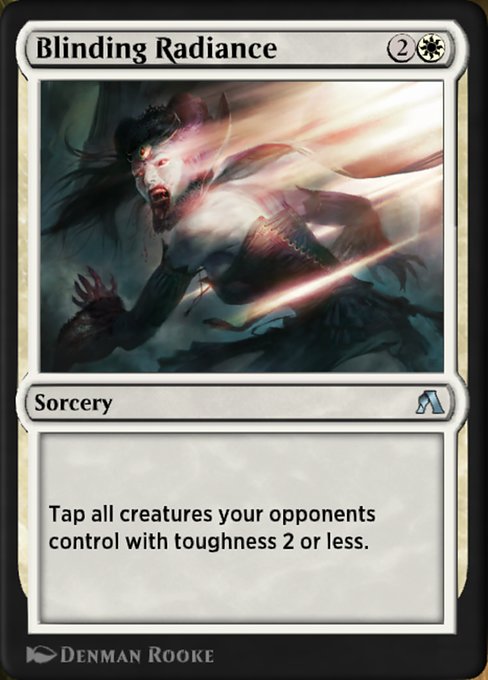 Blinding Radiance 2
Sorcery
Tap all creatures your opponents
control with toughness 2 or less.
DENMAN ROOKE